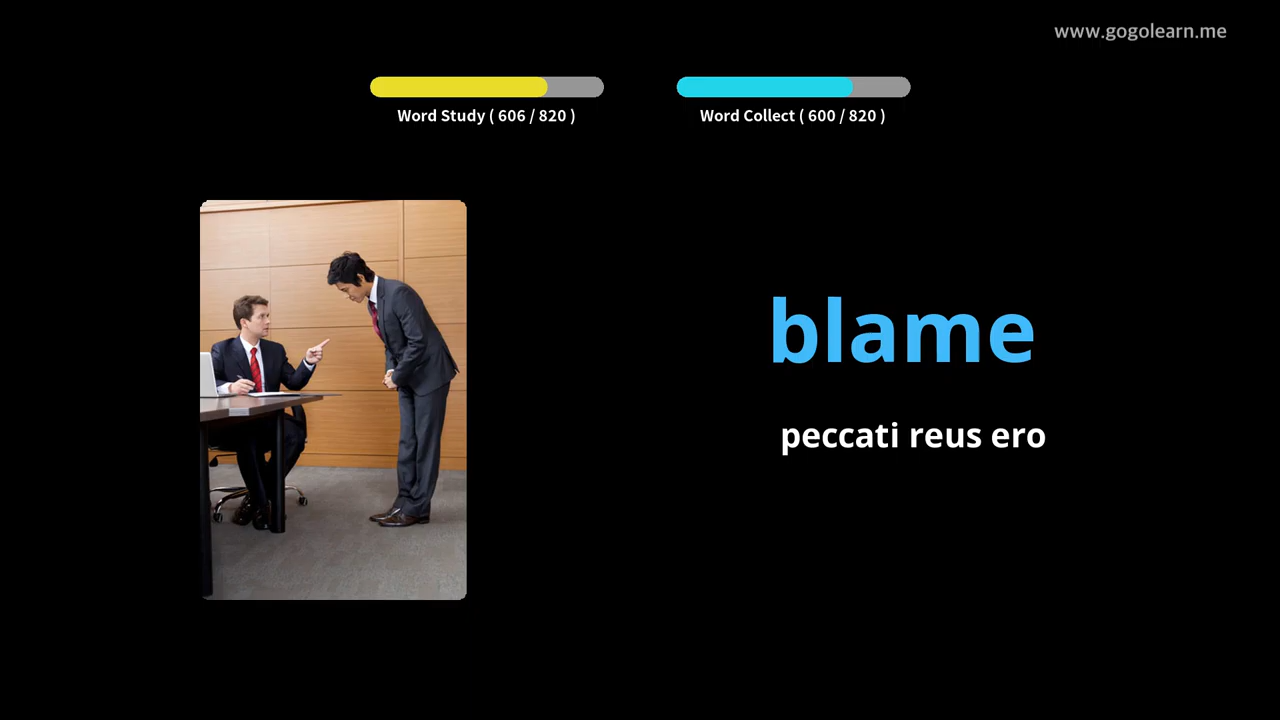 www.gogolearn.me
Word Study ( 606 / 820 )
Word Collect ( 600 / 820 )
blame
peccati reus ero